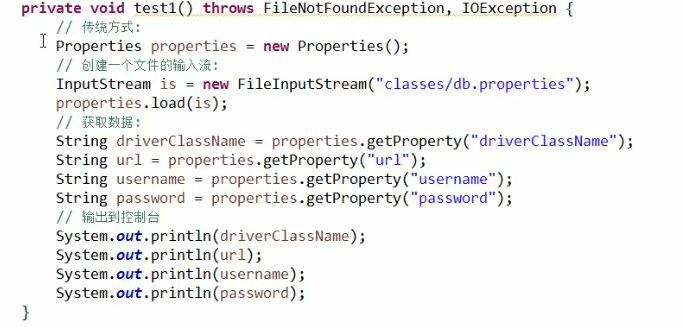 private void test1() throws FileNotFoundException, IOException {
// 传统方式:
Properties properties = new Properties();
// 创建一个文件的输入流:
InputStream is = new FileInputStream("classes/db.properties");
properties.load(is);
// 获取数据:
String driverClassName = properties.getProperty("driverClassName");
String url = properties.getProperty("url");
String username = properties.getProperty("username");
String password = properties.getProperty("password");
// 输出到控制台
System.out.println(driverClassName);
System.out.println(url);
System.out.println(username);
System.out.println(password);
}